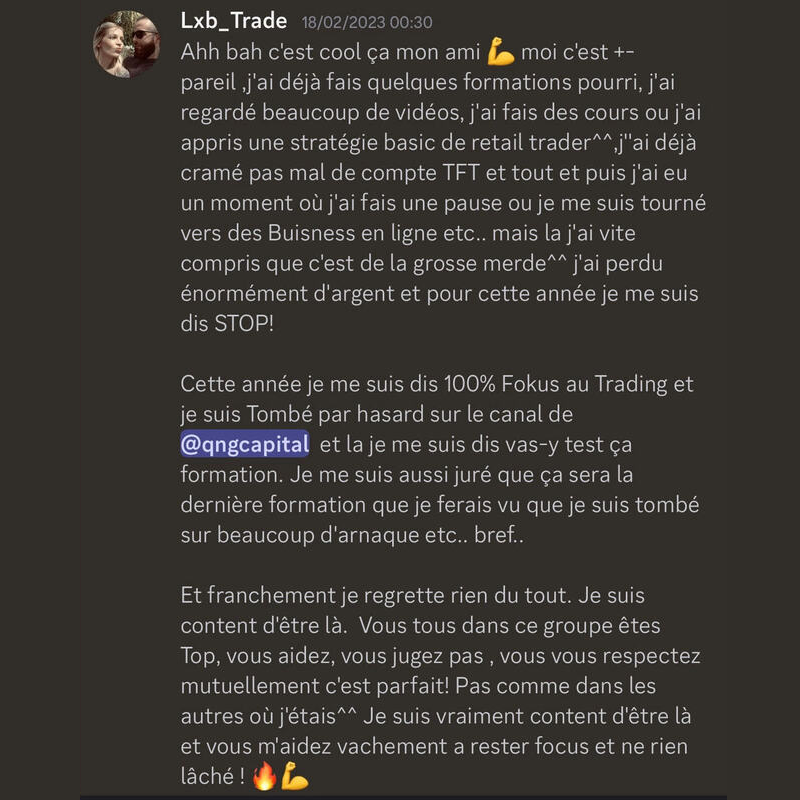 Lxb_Trade 18/02/2023 00:30
Ahh bah c'est cool ça mon ami 💪 moi c'est +-
pareil ,j'ai déjà fais quelques formations pourri, j'ai
regardé beaucoup de vidéos, j'ai fais des cours ou j'ai
appris une stratégie basic de retail trader^^,j''ai déjà
cramé pas mal de compte TFT et tout et puis j'ai eu
un moment où j'ai fais une pause ou je me suis tourné
vers des Buisness en ligne etc.. mais la j'ai vite
compris que c'est de la grosse merde^^ j'ai perdu
énormément d'argent et pour cette année je me suis
dis STOP!
Cette année je me suis dis 100% Fokus au Trading et
je suis Tombé par hasard sur le canal de
@qngcapital et la je me suis dis vas-y test ça
formation. Je me suis aussi juré que ça sera la
dernière formation que je ferais vu que je suis tombé
sur beaucoup d'arnaque etc.. bref..
Et franchement je regrette rien du tout. Je suis
content d'être là. Vous tous dans ce groupe êtes
Top, vous aidez, vous jugez pas , vous vous respectez
mutuellement c'est parfait! Pas comme dans les
autres où j'étais^^ Je suis vraiment content d'être là
et vous m'aidez vachement a rester focus et ne rien
lâché ! 🔥💪